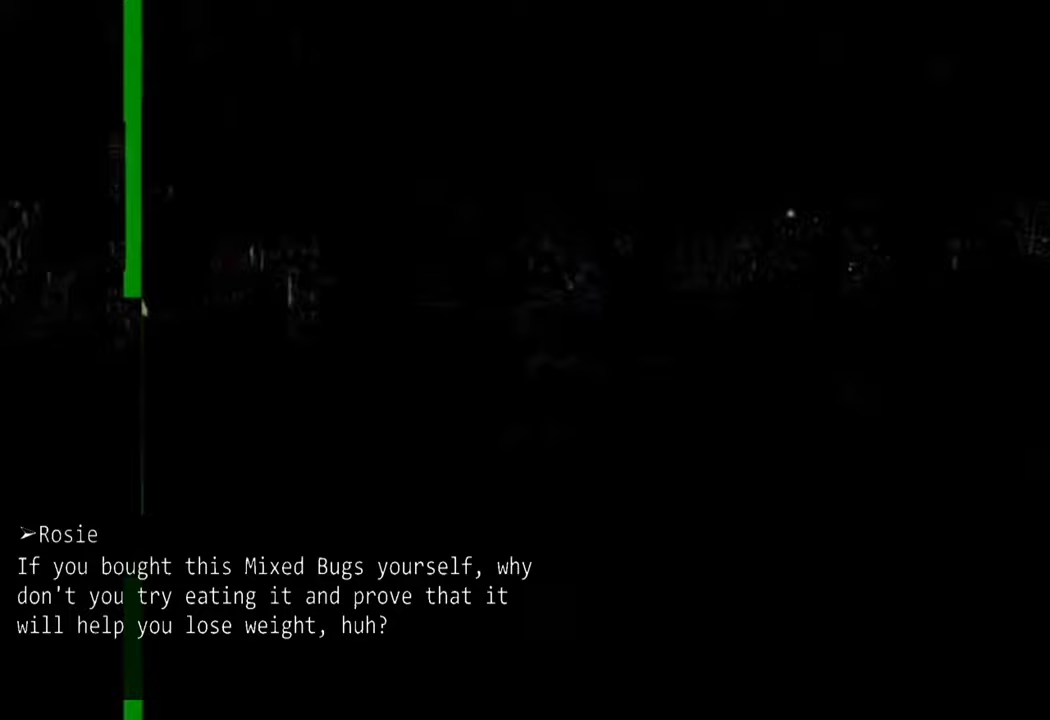 ➢Rosie
If you bought this Mixed Bugs yourself, why
don't you try eating it and prove that it
will help you lose weight, huh?